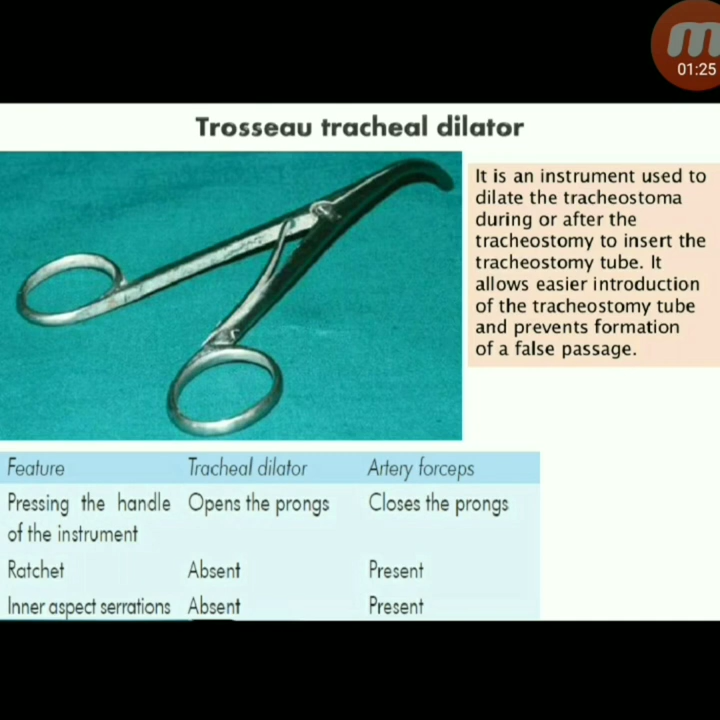 m
01:25
Trosseau tracheal dilator
It is an instrument used to
dilate the tracheostoma
during or after the
tracheostomy to insert the
tracheostomy tube. It
allows easier introduction
of the tracheostomy tube
and prevents formation
of a false passage.
Feature Tracheal dilator Artery forceps
Pressing the handle Opens the prongs Closes the prongs
of the instrument
Ratchet Absent Present
Inner aspect serrations Absent Present